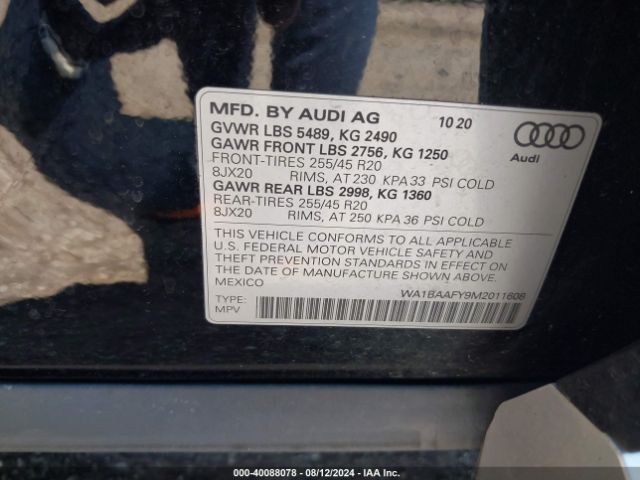 MFD. BY AUDI AG 10 20
GVWR LBS 5489, KG 2490
GAWR FRONT LBS 2756, KG 1250
FRONT-TIRES 255/45 R20
8JX20 RIMS, AT 230 KPA 33 PSI COLD
GAWR REAR LBS 2998, KG 1360
REAR-TIRES 255/45 R20
8JX20 RIMS, AT 250 KPA 36 PSI COLD
Audi
THIS VEHICLE CONFORMS TO ALL APPLICABLE
U.S. FEDERAL MOTOR VEHICLE SAFETY AND
THEFT PREVENTION STANDARDS IN EFFECT ON
THE DATE OF MANUFACTURE SHOWN ABOVE.
MEXICO
WA1BAAFY9M2011608
TYPE:
MPV
000-40088078 - 08/12/2024 - IAA Inc.